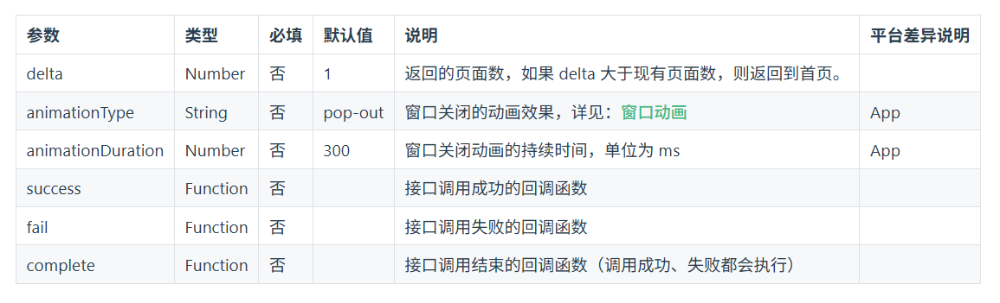 参数 类型 必填 默认值 说明 平台差异说明
delta Number 否 1 返回的页面数，如果 delta 大于现有页面数，则返回到首页。
animationType String 否 pop-out 窗口关闭的动画效果，详见：窗口动画 App
animationDuration Number 否 300 窗口关闭动画的持续时间，单位为 ms App
success Function 否 接口调用成功的回调函数
fail Function 否 接口调用失败的回调函数
complete Function 否 接口调用结束的回调函数（调用成功、失败都会执行）